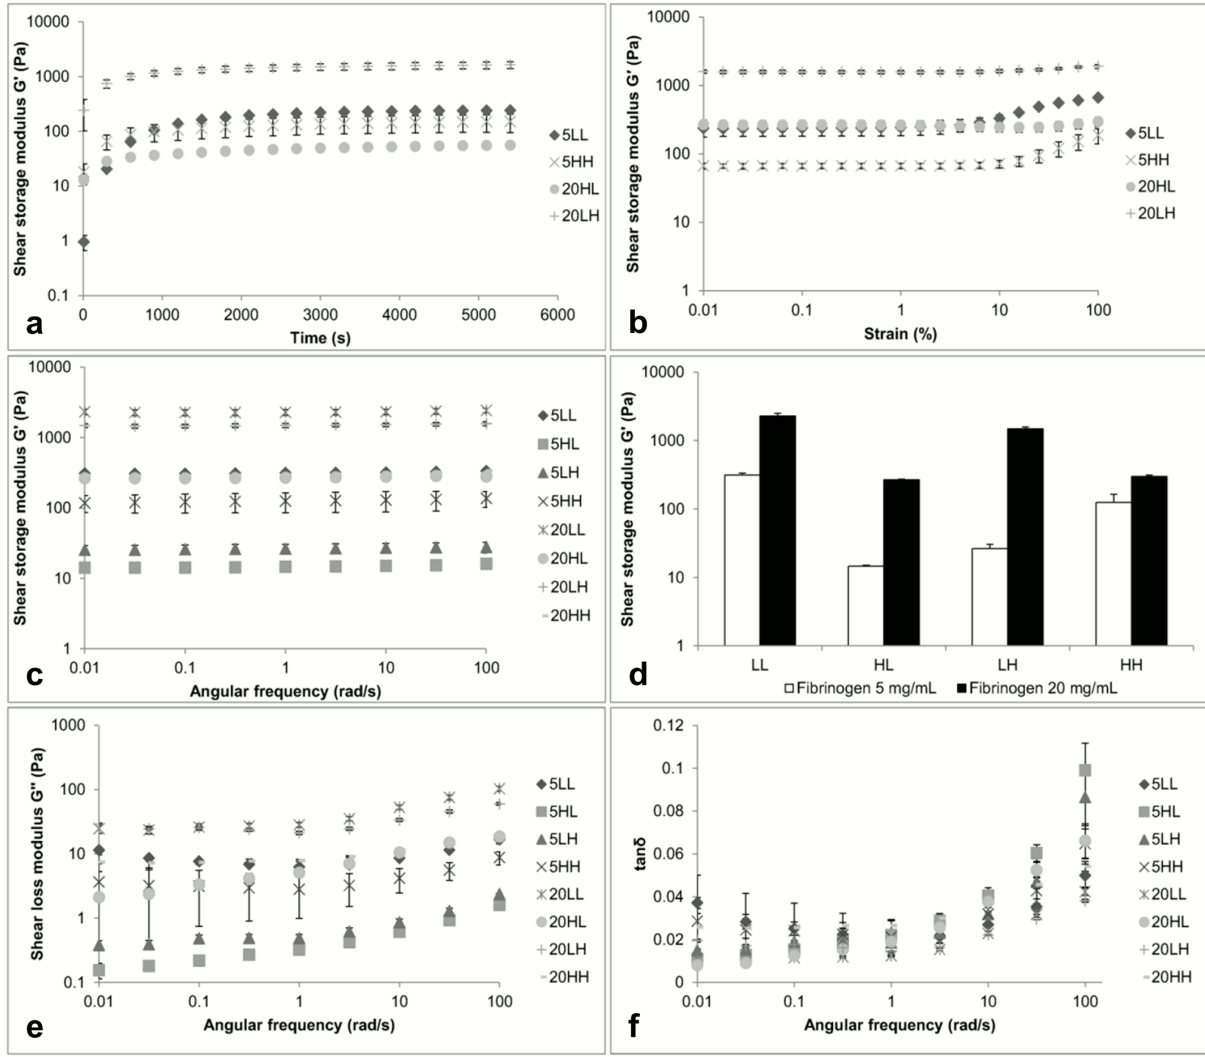 Shear storage modulus G′ (Pa)
10000
1000
100
10
1
0.1
0
1000
2000
3000
4000
5000
6000
Time (s)
5LL
5HH
20HL
20LH
a
Shear storage modulus G′ (Pa)
10000
1000
100
10
1
0.01
0.1
1
10
100
Strain (%)
5LL
5HH
20HL
20LH
b
Shear storage modulus G′ (Pa)
10000
1000
100
10
1
0.01
0.1
1
10
100
Angular frequency (rad/s)
5LL
5HL
5LH
5HH
20LL
20HL
20LH
20HH
c
Shear storage modulus G′ (Pa)
10000
1000
100
10
1
LL
HL
LH
HH
Fibrinogen 5 mg/mL
Fibrinogen 20 mg/mL
d
Shear loss modulus G″ (Pa)
1000
100
10
1
0.1
0.01
0.1
1
10
100
Angular frequency (rad/s)
5LL
5HL
5LH
5HH
20LL
20HL
20LH
20HH
e
tanδ
0.12
0.1
0.08
0.06
0.04
0.02
0
0.01
0.1
1
10
100
Angular frequency (rad/s)
5LL
5HL
5LH
5HH
20LL
20HL
20LH
20HH
f